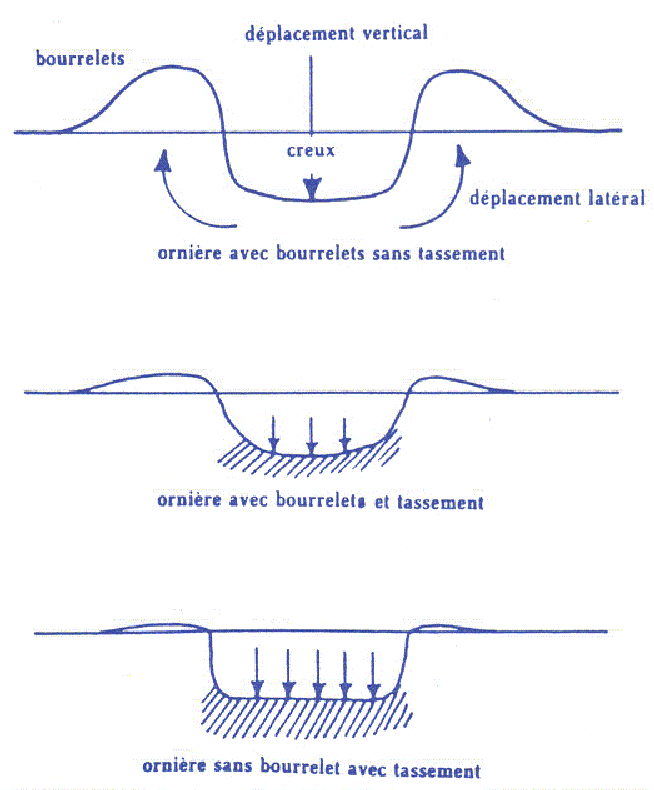 déplacement vertical
bourrelets
creux
déplacement latéral
ornière avec bourrelets sans tassement
ornière avec bourrelets et tassement
ornière sans bourrelet avec tassement